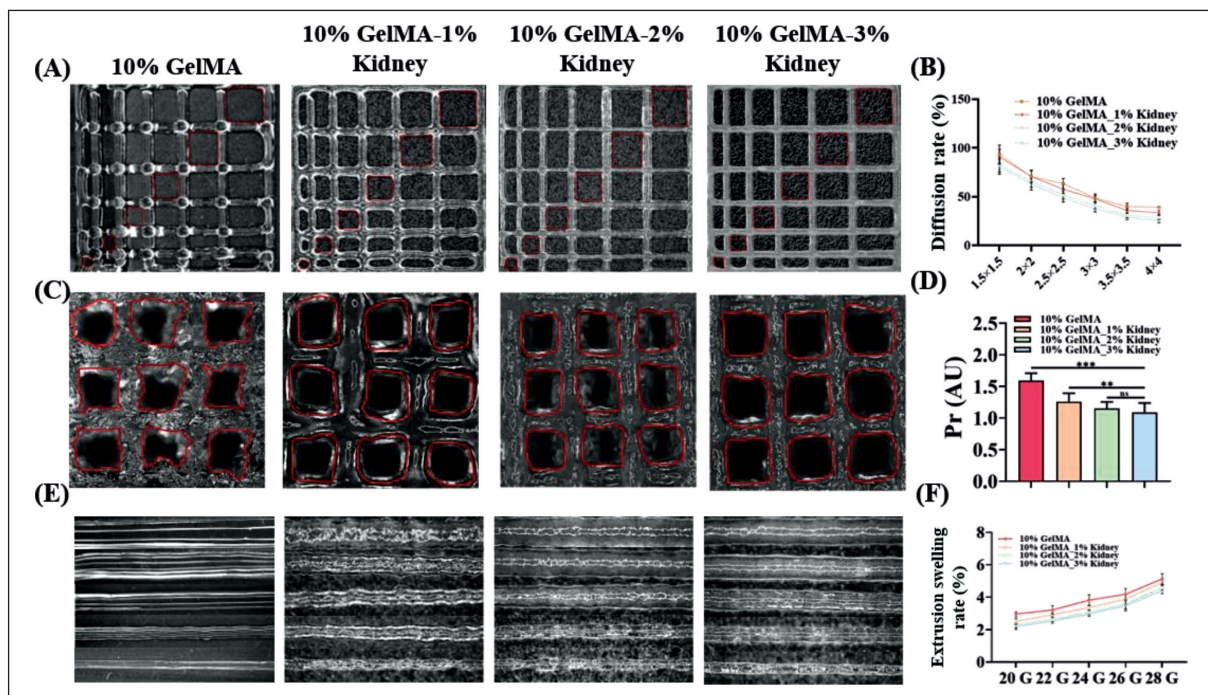 10% GelMA
10% GelMA-1%
Kidney
10% GelMA-2%
Kidney
10% GelMA-3%
Kidney
(A)
(B)
Diffusion rate (%)
150
100
50
0
10% GelMA
10% GelMA_1% Kidney
10% GelMA_2% Kidney
10% GelMA_3% Kidney
1.5×1.5
2×2
2.5×2.5
3×3
3.5×3.5
4×4
(C)
(D)
10% GelMA
10% GelMA_1% Kidney
10% GelMA_2% Kidney
10% GelMA_3% Kidney
Pr (AU)
2.5
2.0
1.5
1.0
0.5
0.0
***
**
ns
(E)
(F)
Extrusion swelling
rate (%)
8
6
4
2
0
10% GelMA
10% GelMA_1% Kidney
10% GelMA_2% Kidney
10% GelMA_3% Kidney
20 G 22 G 24 G 26 G 28 G